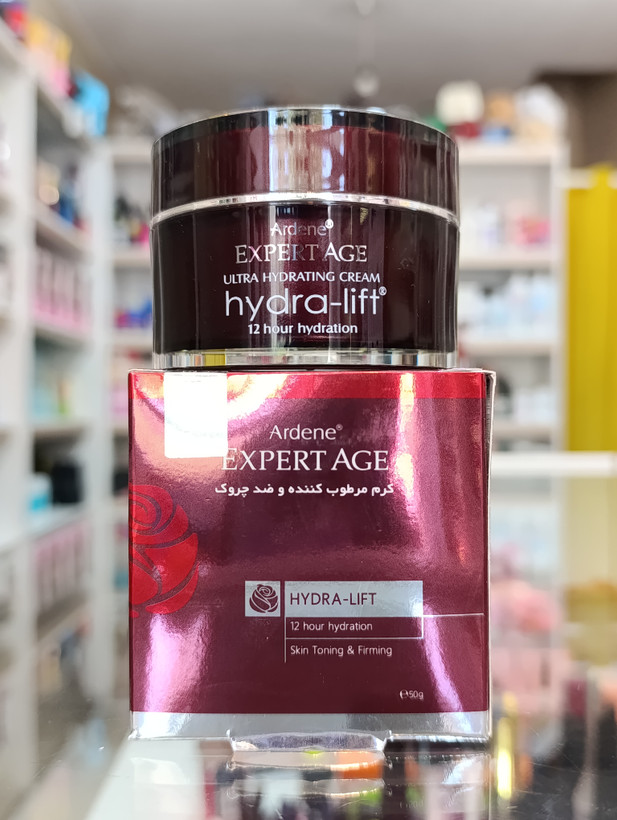 Ardene®
EXPERT AGE
ULTRA HYDRATING CREAM
hydra-lift®
12 hour hydration
Ardene®
EXPERT AGE
کرم مرطوب کننده و ضد چروک
HYDRA-LIFT
12 hour hydration
Skin Toning & Firming
℮50g